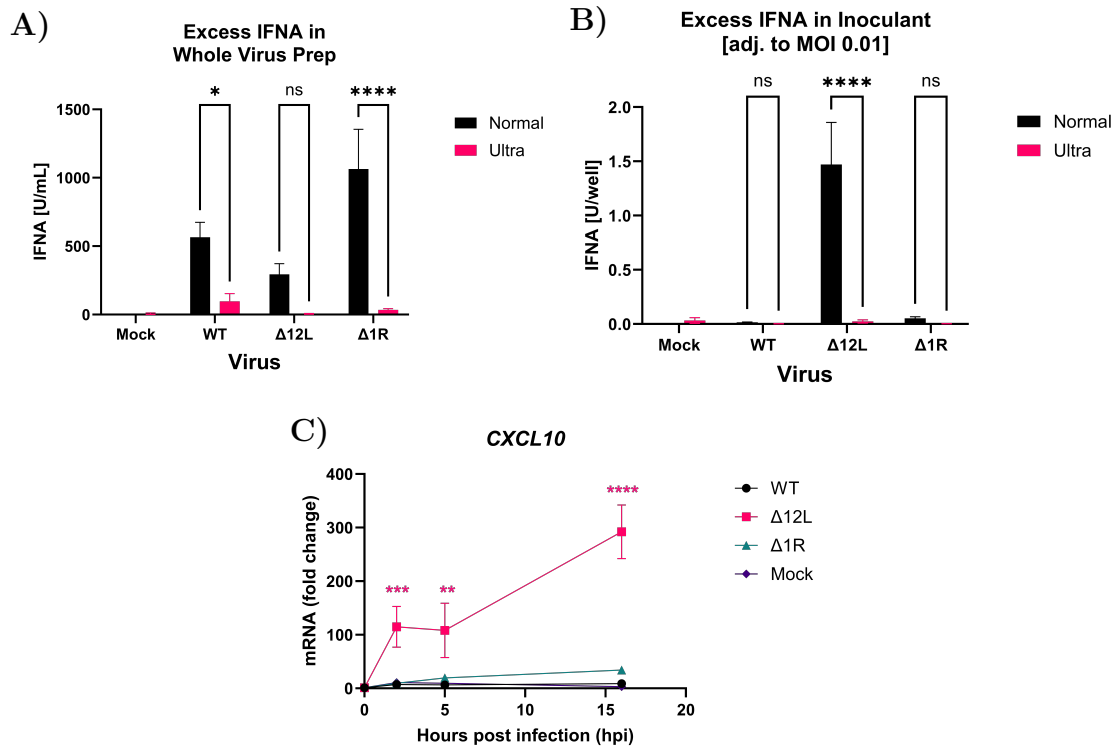 A)
Excess IFNA in
Whole Virus Prep
IFNA [U/mL]
1500
1000
500
0
*
ns
****
Mock
WT
Δ12L
Δ1R
Virus
Normal
Ultra
B)
Excess IFNA in Inoculant
[adj. to MOI 0.01]
IFNA [U/well]
2.0
1.5
1.0
0.5
0.0
ns
****
ns
Mock
WT
Δ12L
Δ1R
Virus
Normal
Ultra
C)
CXCL10
mRNA (fold change)
400
300
200
100
0
***
**
****
0
5
10
15
20
Hours post infection (hpi)
WT
Δ12L
Δ1R
Mock